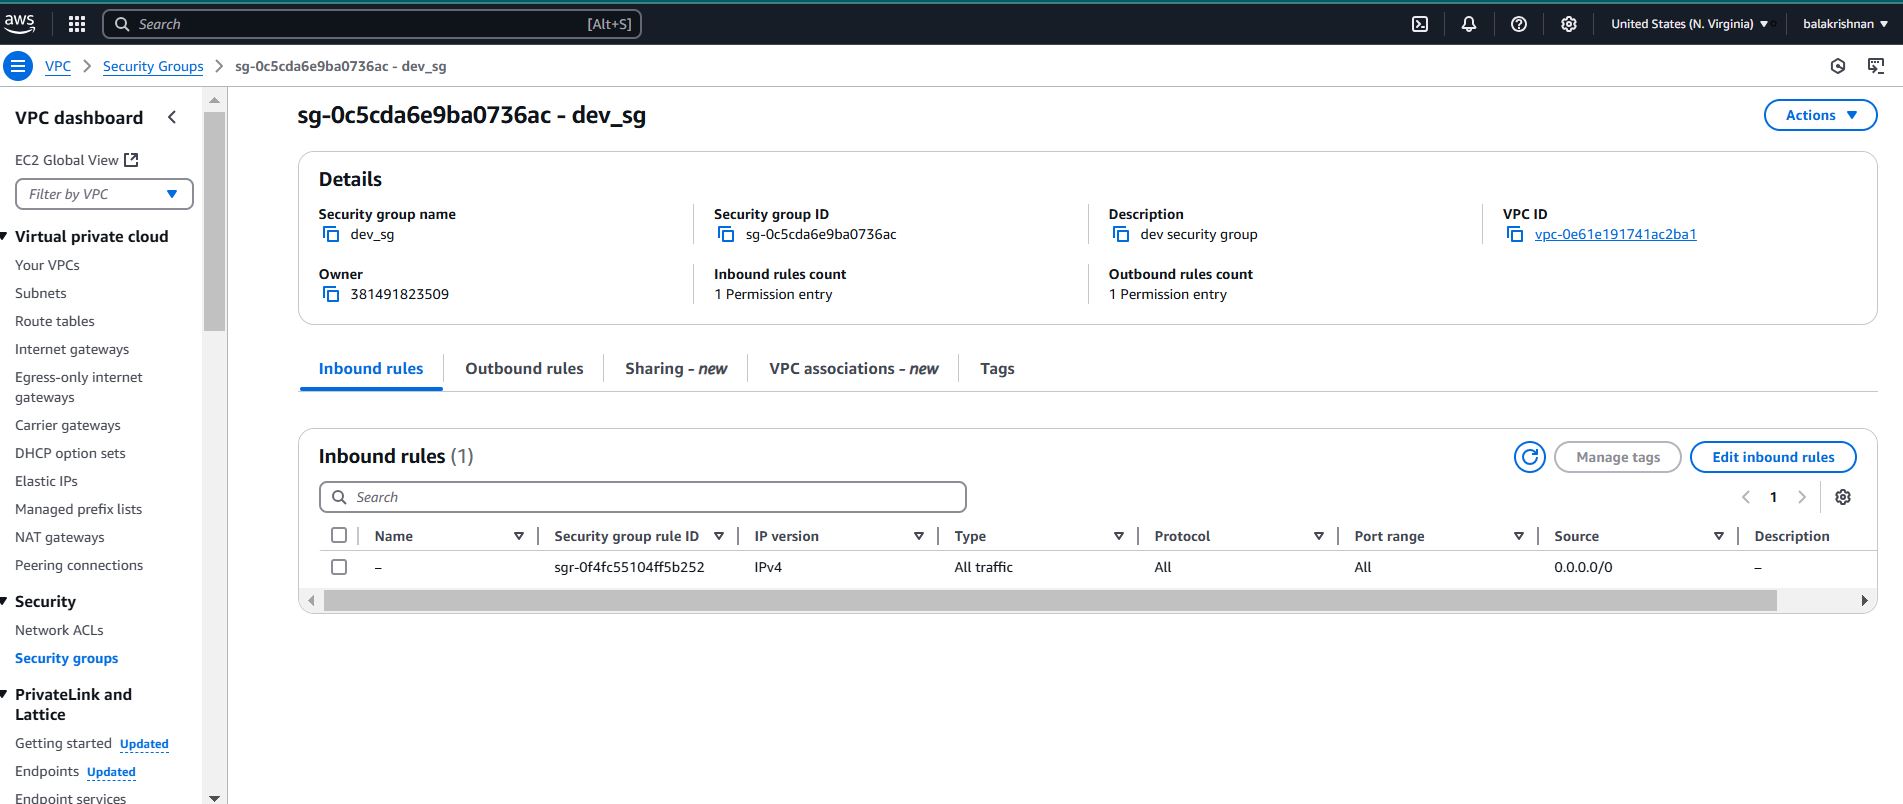 aws
Search [Alt+S]
United States (N. Virginia)
balakrishnan
VPC
Security Groups
sg-0c5cda6e9ba0736ac - dev_sg
VPC dashboard
EC2 Global View
Filter by VPC
Virtual private cloud
Your VPCs
Subnets
Route tables
Internet gateways
Egress-only internet
gateways
Carrier gateways
DHCP option sets
Elastic IPs
Managed prefix lists
NAT gateways
Peering connections
Security
Network ACLs
Security groups
PrivateLink and
Lattice
Getting started Updated
Endpoints Updated
Endpoint services
sg-0c5cda6e9ba0736ac - dev_sg
Actions
Details
Security group name
dev_sg
Security group ID
sg-0c5cda6e9ba0736ac
Description
dev security group
VPC ID
vpc-0e61e191741ac2ba1
Owner
381491823509
Inbound rules count
1 Permission entry
Outbound rules count
1 Permission entry
Inbound rules
Outbound rules
Sharing - new
VPC associations - new
Tags
Inbound rules (1)
Manage tags
Edit inbound rules
Search
1
Name Security group rule ID IP version Type Protocol Port range Source Description
– sgr-0f4fc55104ff5b252 IPv4 All traffic All All 0.0.0.0/0 –